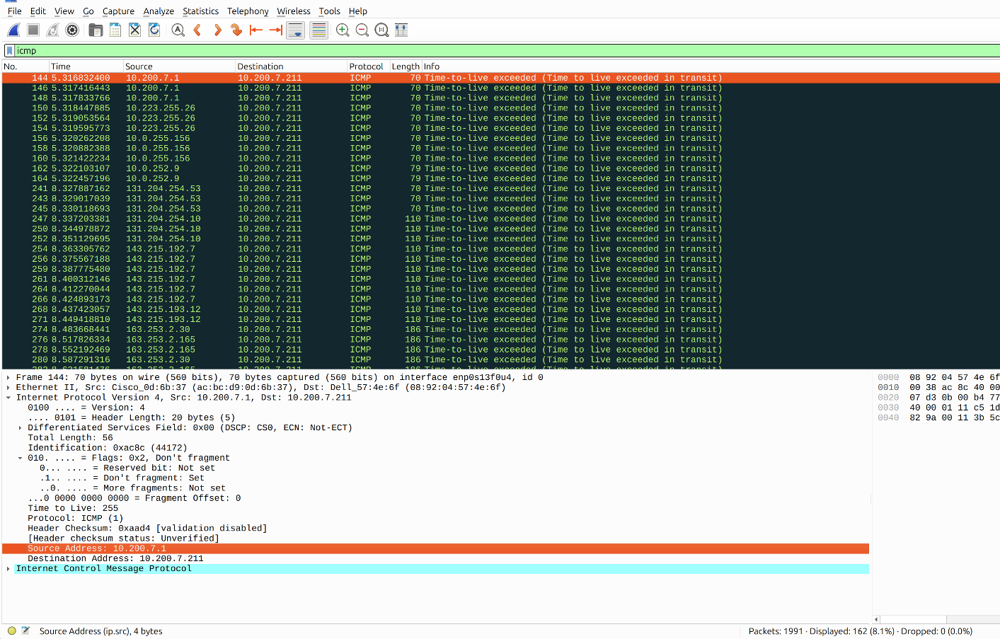 File Edit View Go Capture Analyze Statistics Telephony Wireless Tools Help
icmp
No. Time Source Destination Protocol Length Info
144 5.316832400 10.200.7.1 10.200.7.211 ICMP 70 Time-to-live exceeded (Time to live exceeded in transit)
146 5.317416443 10.200.7.1 10.200.7.211 ICMP 70 Time-to-live exceeded (Time to live exceeded in transit)
148 5.317833766 10.200.7.1 10.200.7.211 ICMP 70 Time-to-live exceeded (Time to live exceeded in transit)
150 5.318447885 10.223.255.26 10.200.7.211 ICMP 70 Time-to-live exceeded (Time to live exceeded in transit)
152 5.319053564 10.223.255.26 10.200.7.211 ICMP 70 Time-to-live exceeded (Time to live exceeded in transit)
154 5.319595773 10.223.255.26 10.200.7.211 ICMP 70 Time-to-live exceeded (Time to live exceeded in transit)
156 5.320262208 10.0.255.156 10.200.7.211 ICMP 70 Time-to-live exceeded (Time to live exceeded in transit)
158 5.320882388 10.0.255.156 10.200.7.211 ICMP 70 Time-to-live exceeded (Time to live exceeded in transit)
160 5.321422234 10.0.255.156 10.200.7.211 ICMP 70 Time-to-live exceeded (Time to live exceeded in transit)
162 5.322103107 10.0.252.9 10.200.7.211 ICMP 79 Time-to-live exceeded (Time to live exceeded in transit)
164 5.322457196 10.0.252.9 10.200.7.211 ICMP 79 Time-to-live exceeded (Time to live exceeded in transit)
241 8.327887162 131.204.254.53 10.200.7.211 ICMP 70 Time-to-live exceeded (Time to live exceeded in transit)
243 8.329017039 131.204.254.53 10.200.7.211 ICMP 70 Time-to-live exceeded (Time to live exceeded in transit)
245 8.330118693 131.204.254.53 10.200.7.211 ICMP 70 Time-to-live exceeded (Time to live exceeded in transit)
247 8.337203381 131.204.254.10 10.200.7.211 ICMP 110 Time-to-live exceeded (Time to live exceeded in transit)
250 8.344978872 131.204.254.10 10.200.7.211 ICMP 110 Time-to-live exceeded (Time to live exceeded in transit)
252 8.351129695 131.204.254.10 10.200.7.211 ICMP 110 Time-to-live exceeded (Time to live exceeded in transit)
254 8.363305762 143.215.192.7 10.200.7.211 ICMP 110 Time-to-live exceeded (Time to live exceeded in transit)
256 8.375567188 143.215.192.7 10.200.7.211 ICMP 110 Time-to-live exceeded (Time to live exceeded in transit)
259 8.387775480 143.215.192.7 10.200.7.211 ICMP 110 Time-to-live exceeded (Time to live exceeded in transit)
261 8.400312146 143.215.192.7 10.200.7.211 ICMP 110 Time-to-live exceeded (Time to live exceeded in transit)
264 8.412270044 143.215.192.7 10.200.7.211 ICMP 110 Time-to-live exceeded (Time to live exceeded in transit)
266 8.424893173 143.215.192.7 10.200.7.211 ICMP 110 Time-to-live exceeded (Time to live exceeded in transit)
268 8.437423057 143.215.193.12 10.200.7.211 ICMP 110 Time-to-live exceeded (Time to live exceeded in transit)
271 8.449418810 143.215.193.12 10.200.7.211 ICMP 110 Time-to-live exceeded (Time to live exceeded in transit)
274 8.483668441 163.253.2.30 10.200.7.211 ICMP 186 Time-to-live exceeded (Time to live exceeded in transit)
276 8.517826334 163.253.2.165 10.200.7.211 ICMP 186 Time-to-live exceeded (Time to live exceeded in transit)
278 8.552192469 163.253.2.165 10.200.7.211 ICMP 186 Time-to-live exceeded (Time to live exceeded in transit)
280 8.587291316 163.253.2.30 10.200.7.211 ICMP 186 Time-to-live exceeded (Time to live exceeded in transit)
Frame 144: 70 bytes on wire (560 bits), 70 bytes captured (560 bits) on interface enp0s13f0u4, id 0
Ethernet II, Src: Cisco_0d:6b:37 (ac:bc:d9:0d:6b:37), Dst: Dell_57:4e:6f (08:92:04:57:4e:6f)
Internet Protocol Version 4, Src: 10.200.7.1, Dst: 10.200.7.211
0100 .... = Version: 4
.... 0101 = Header Length: 20 bytes (5)
Differentiated Services Field: 0x00 (DSCP: CS0, ECN: Not-ECT)
Total Length: 56
Identification: 0xac8c (44172)
010. .... = Flags: 0x2, Don't fragment
0... .... = Reserved bit: Not set
.1.. .... = Don't fragment: Set
..0. .... = More fragments: Not set
...0 0000 0000 0000 = Fragment Offset: 0
Time to Live: 255
Protocol: ICMP (1)
Header Checksum: 0xaad4 [validation disabled]
[Header checksum status: Unverified]
Source Address: 10.200.7.1
Destination Address: 10.200.7.211
Internet Control Message Protocol
0000 08 92 04 57 4e 6f
0010 00 38 ac 8c 40 00
0020 07 d3 0b 00 b4 77
0030 40 00 01 11 c5 1d
0040 82 9a 00 11 3b 5c
Source Address (ip.src), 4 bytes
Packets: 1991 · Displayed: 162 (8.1%) · Dropped: 0 (0.0%)